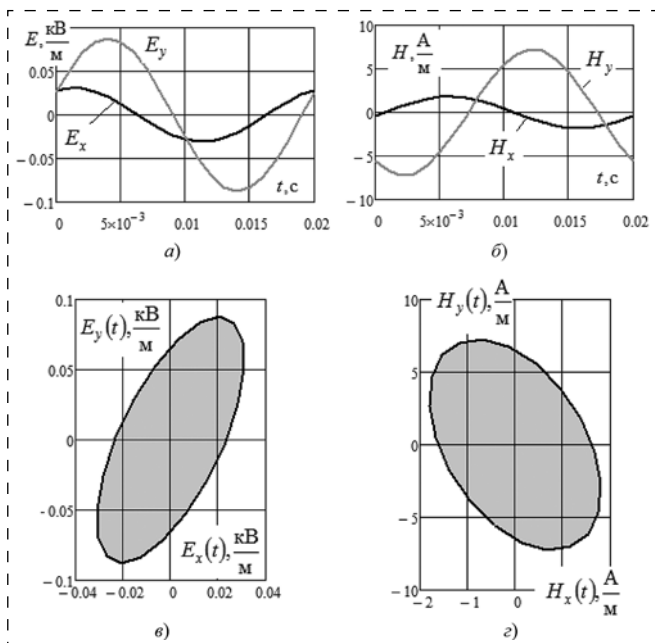 E, кВ/м
E_y
0.05
0
E_x
− 0.05
t, с
− 0.1
0
5×10⁻³
0.01
0.015
0.02
а)
10
H, А/м
H_y
5
0
− 5
H_x
t, с
− 10
0
5×10⁻³
0.01
0.015
0.02
б)
0.1
E_y(t), кВ/м
0.05
0
- 0.05
E_x(t), кВ/м
− 0.1
− 0.04
− 0.02
0
0.02
0.04
в)
10
H_y(t), А/м
5
0
− 5
− 10
− 2
− 1
0
H_x(t), А/м
г)